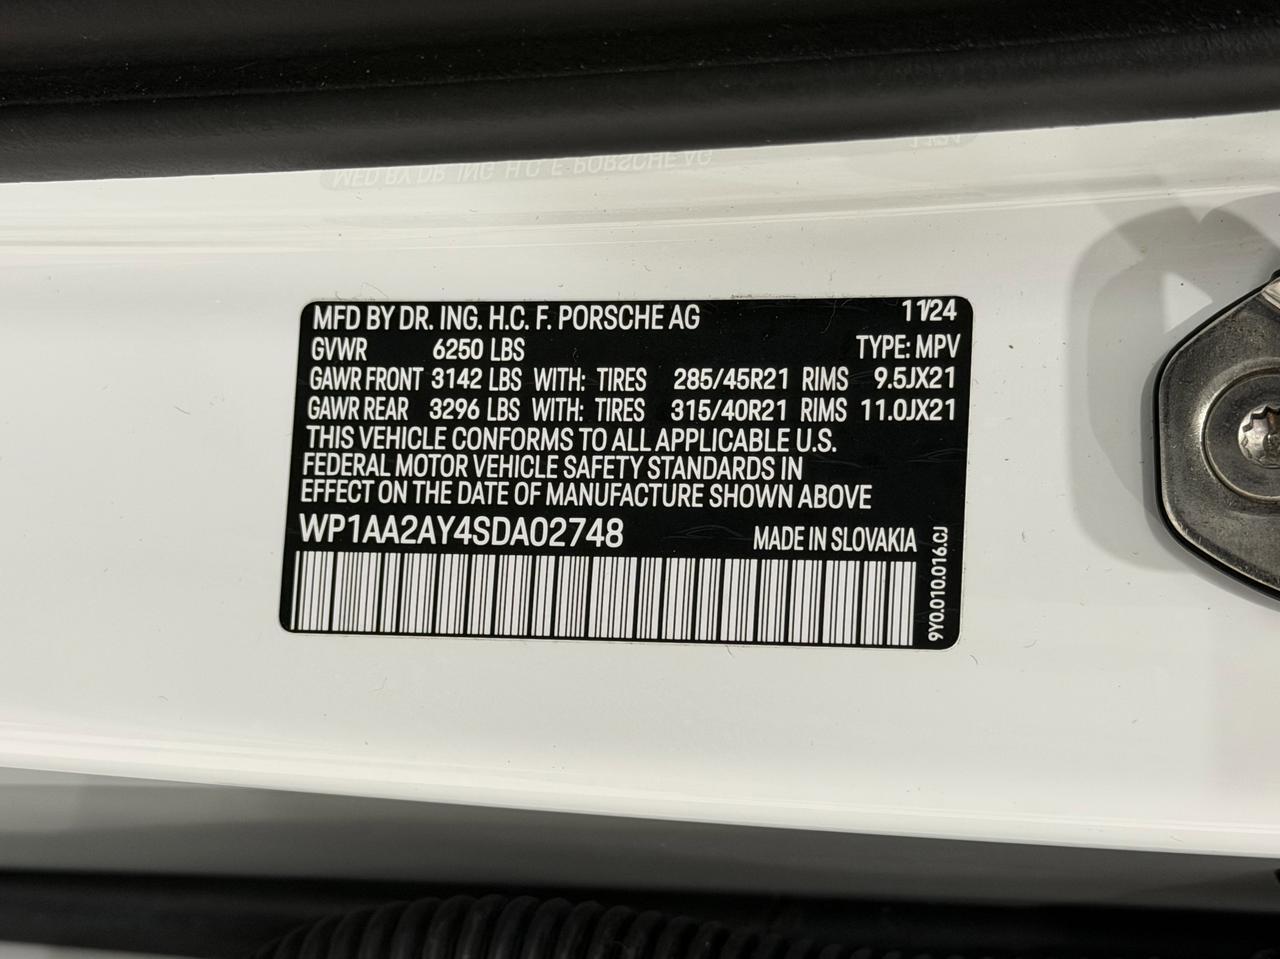 MFD BY DR. ING. H.C. F. PORSCHE AG 11/24
GVWR 6250 LBS TYPE: MPV
GAWR FRONT 3142 LBS WITH: TIRES 285/45R21 RIMS 9.5JX21
GAWR REAR 3296 LBS WITH: TIRES 315/40R21 RIMS 11.0JX21
THIS VEHICLE CONFORMS TO ALL APPLICABLE U.S.
FEDERAL MOTOR VEHICLE SAFETY STANDARDS IN
EFFECT ON THE DATE OF MANUFACTURE SHOWN ABOVE
WP1AA2AY4SDA02748 MADE IN SLOVAKIA
9Y0.010.016.CJ